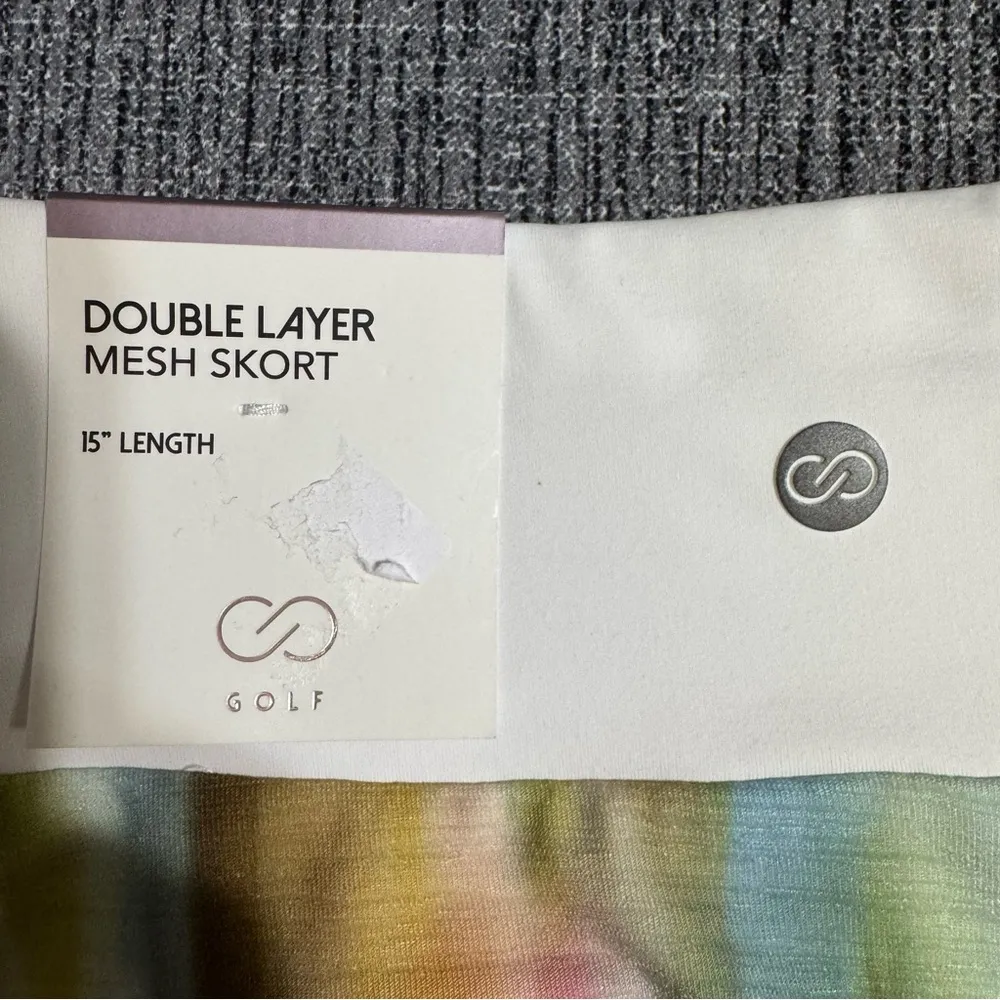 DOUBLE LAYER
MESH SKORT
15" LENGTH
GOLF